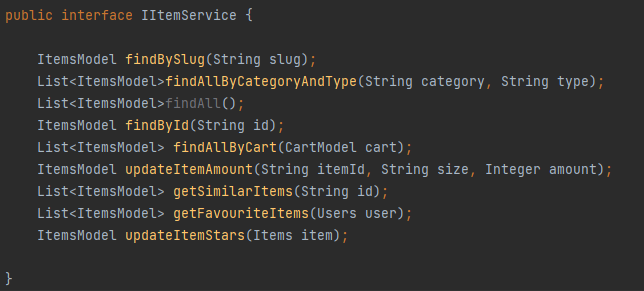 public interface IItemService {
ItemsModel findBySlug(String slug);
List<ItemsModel>findAllByCategoryAndType(String category, String type);
List<ItemsModel>findAll();
ItemsModel findById(String id);
List<ItemsModel> findAllByCart(CartModel cart);
ItemsModel updateItemAmount(String itemId, String size, Integer amount);
List<ItemsModel> getSimilarItems(String id);
List<ItemsModel> getFavouriteItems(Users user);
ItemsModel updateItemStars(Items item);
}